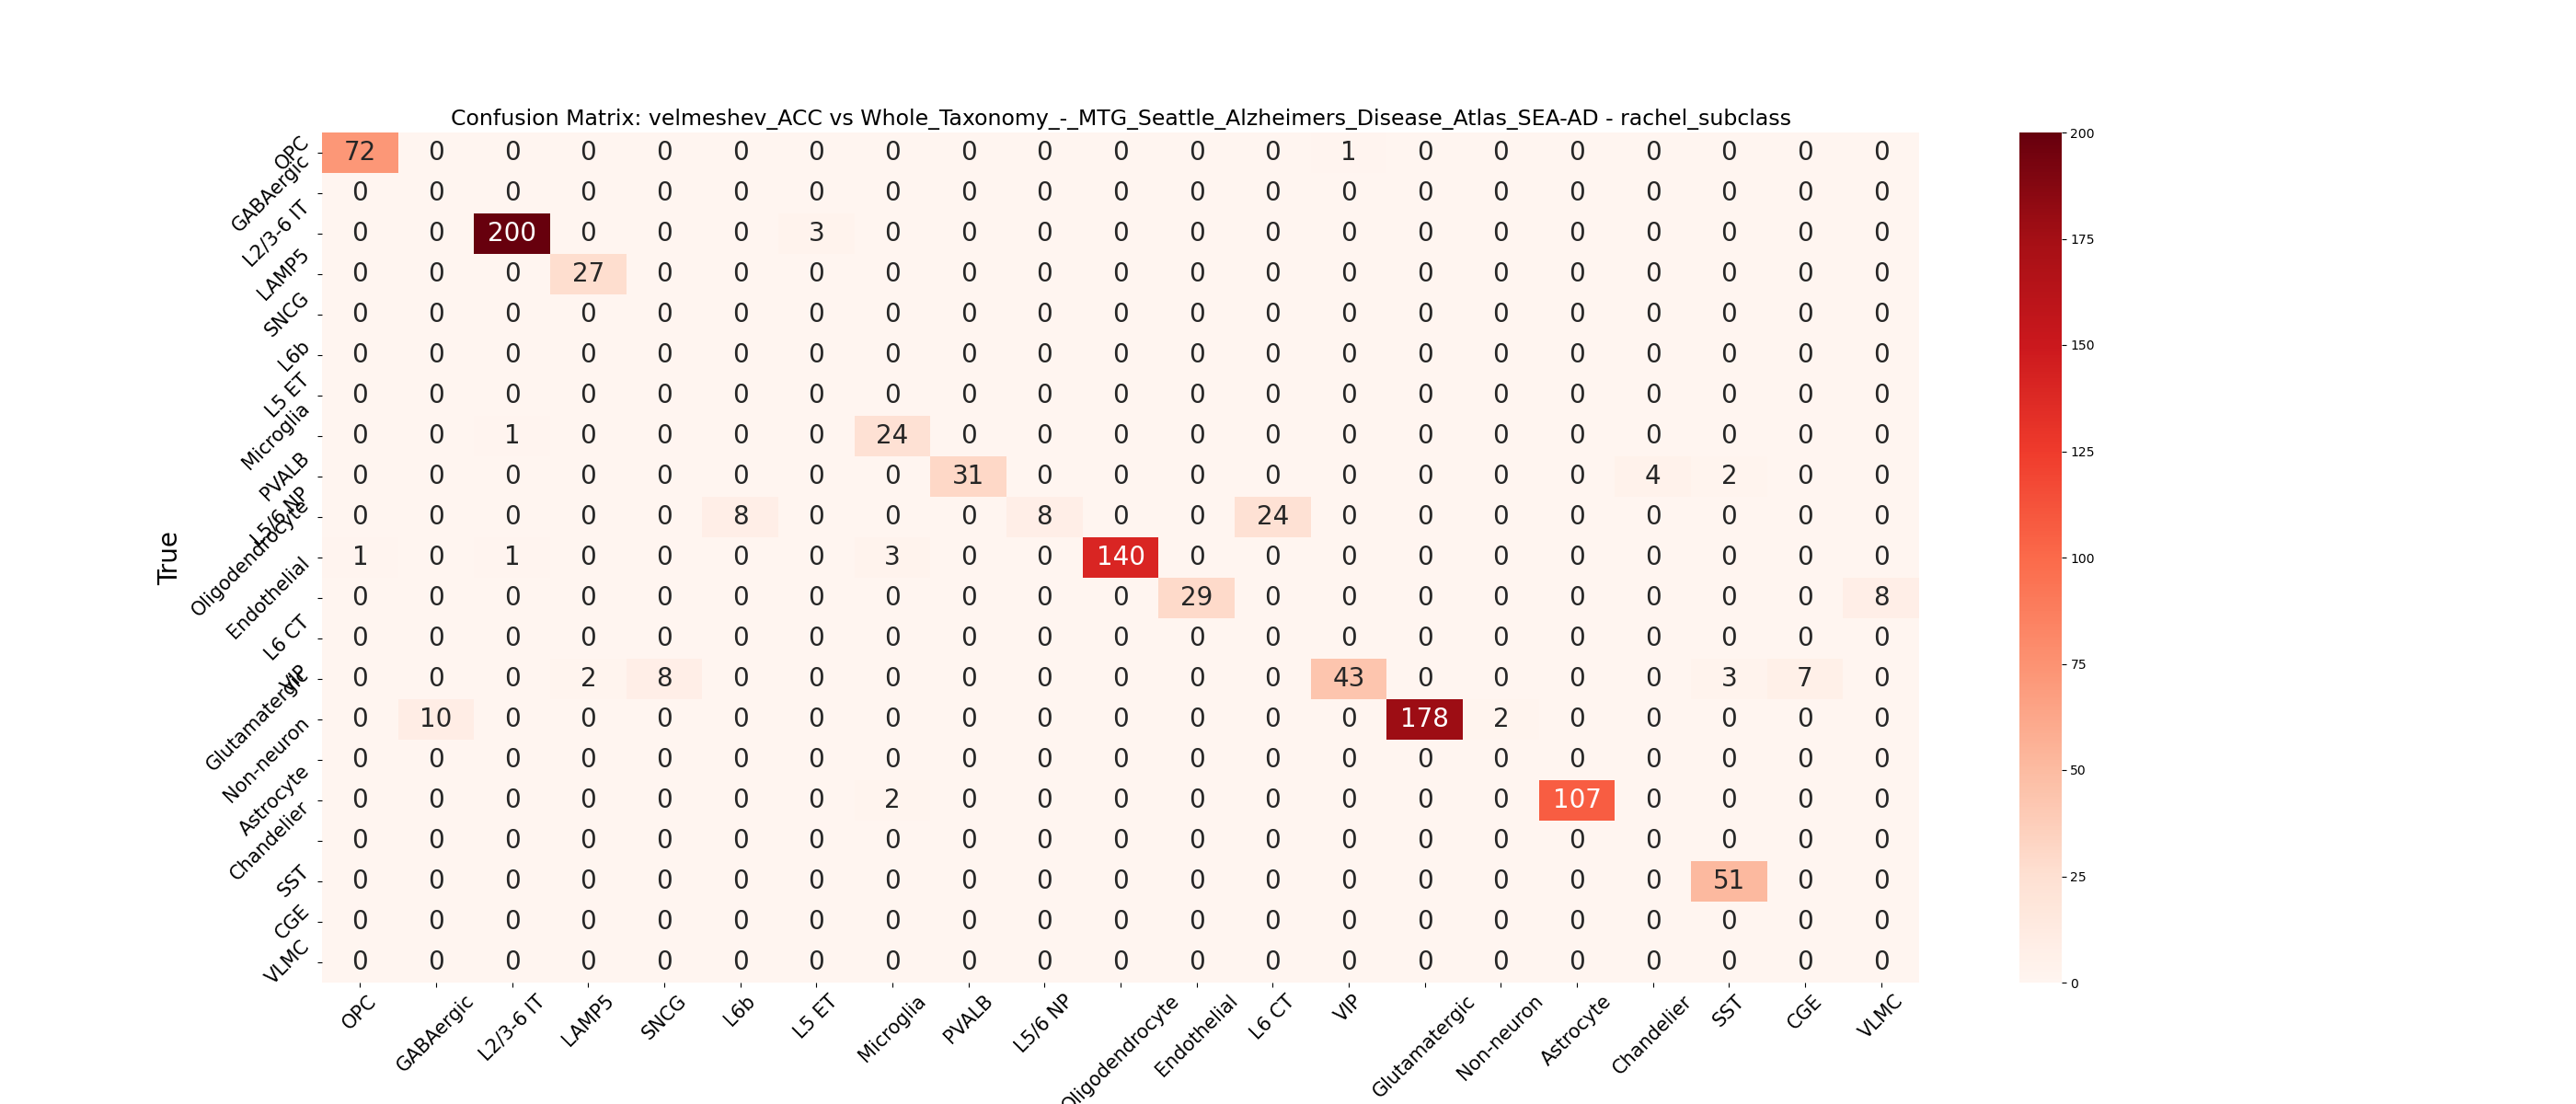 Confusion Matrix: velmeshev_ACC vs Whole_Taxonomy_-_MTG_Seattle_Alzheimers_Disease_Atlas_SEA-AD - rachel_subclass
True
OPC 72 0 0 0 0 0 0 0 0 0 0 0 0 1 0 0 0 0 0 0 0
GABAergic 0 0 0 0 0 0 0 0 0 0 0 0 0 0 0 0 0 0 0 0 0
L2/3-6 IT 0 0 200 0 0 0 3 0 0 0 0 0 0 0 0 0 0 0 0 0 0
LAMP5 0 0 0 27 0 0 0 0 0 0 0 0 0 0 0 0 0 0 0 0 0
SNCG 0 0 0 0 0 0 0 0 0 0 0 0 0 0 0 0 0 0 0 0 0
L6b 0 0 0 0 0 0 0 0 0 0 0 0 0 0 0 0 0 0 0 0 0
L5 ET 0 0 0 0 0 0 0 0 0 0 0 0 0 0 0 0 0 0 0 0 0
Microglia 0 0 1 0 0 0 0 24 0 0 0 0 0 0 0 0 0 0 0 0 0
PVALB 0 0 0 0 0 0 0 0 31 0 0 0 0 0 0 0 0 4 2 0 0
L5/6 NP 0 0 0 0 0 8 0 0 0 8 0 0 24 0 0 0 0 0 0 0 0
Oligodendrocyte 1 0 1 0 0 0 0 3 0 0 140 0 0 0 0 0 0 0 0 0 0
Endothelial 0 0 0 0 0 0 0 0 0 0 0 29 0 0 0 0 0 0 0 0 8
L6 CT 0 0 0 0 0 0 0 0 0 0 0 0 0 0 0 0 0 0 0 0 0
VIP 0 0 0 2 8 0 0 0 0 0 0 0 0 43 0 0 0 0 3 7 0
Glutamatergic 0 10 0 0 0 0 0 0 0 0 0 0 0 0 178 2 0 0 0 0 0
Non-neuron 0 0 0 0 0 0 0 0 0 0 0 0 0 0 0 0 0 0 0 0 0
Astrocyte 0 0 0 0 0 0 0 2 0 0 0 0 0 0 0 0 107 0 0 0 0
Chandelier 0 0 0 0 0 0 0 0 0 0 0 0 0 0 0 0 0 0 0 0 0
SST 0 0 0 0 0 0 0 0 0 0 0 0 0 0 0 0 0 0 51 0 0
CGE 0 0 0 0 0 0 0 0 0 0 0 0 0 0 0 0 0 0 0 0 0
VLMC 0 0 0 0 0 0 0 0 0 0 0 0 0 0 0 0 0 0 0 0 0
OPC GABAergic L2/3-6 IT LAMP5 SNCG L6b L5 ET Microglia PVALB L5/6 NP Oligodendrocyte Endothelial L6 CT VIP Glutamatergic Non-neuron Astrocyte Chandelier SST CGE VLMC
200
175
150
125
100
75
50
25
0